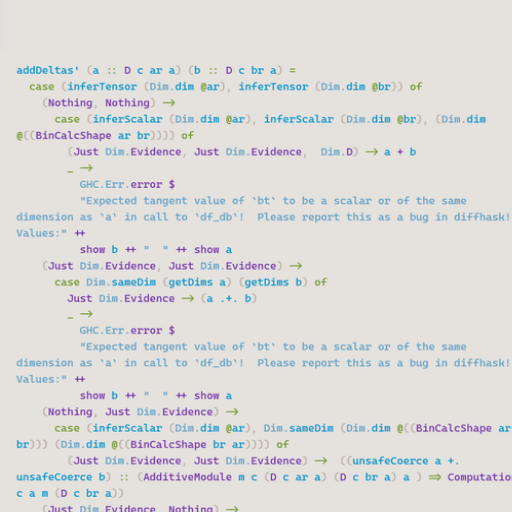 addDeltas' (a :: D c ar a) (b :: D c br a) =
case (inferTensor (Dim.dim @ar), inferTensor (Dim.dim @br)) of
(Nothing, Nothing) ->
case (inferScalar (Dim.dim @ar), inferScalar (Dim.dim @br), (Dim.dim
@((BinCalcShape ar br)))) of
(Just Dim.Evidence, Just Dim.Evidence,  Dim.D) -> a + b
_ ->
GHC.Err.error $
"Expected tangent value of `bt` to be a scalar or of the same
dimension as `a` in call to `df_db`!  Please report this as a bug in diffhask!
Values:" ++
show b ++ "  " ++ show a
(Just Dim.Evidence, Just Dim.Evidence) ->
case Dim.sameDim (getDims a) (getDims b) of
Just Dim.Evidence -> (a .+. b)
_ ->
GHC.Err.error $
"Expected tangent value of `bt` to be a scalar or of the same
dimension as `a` in call to `df_db`!  Please report this as a bug in diffhask!
Values:" ++
show b ++ "  " ++ show a
(Nothing, Just Dim.Evidence) ->
case (inferScalar (Dim.dim @ar), Dim.sameDim (Dim.dim @((BinCalcShape ar
br))) (Dim.dim @((BinCalcShape br ar)))) of
(Just Dim.Evidence, Just Dim.Evidence) ->  ((unsafeCoerce a +.
unsafeCoerce b) :: (AdditiveModule m c (D c ar a) (D c br a) a ) => Computatio
c a m (D c br a))
(Just Dim.Evidence, Nothing) ->